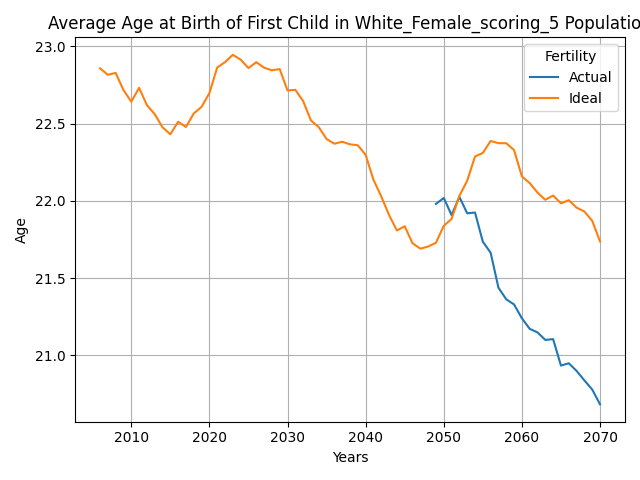 Average Age at Birth of First Child in White_Female_scoring_5 Populatio
Fertility
Actual
Ideal
Age
23.0
22.5
22.0
21.5
21.0
2010 2020 2030 2040 2050 2060 2070
Years